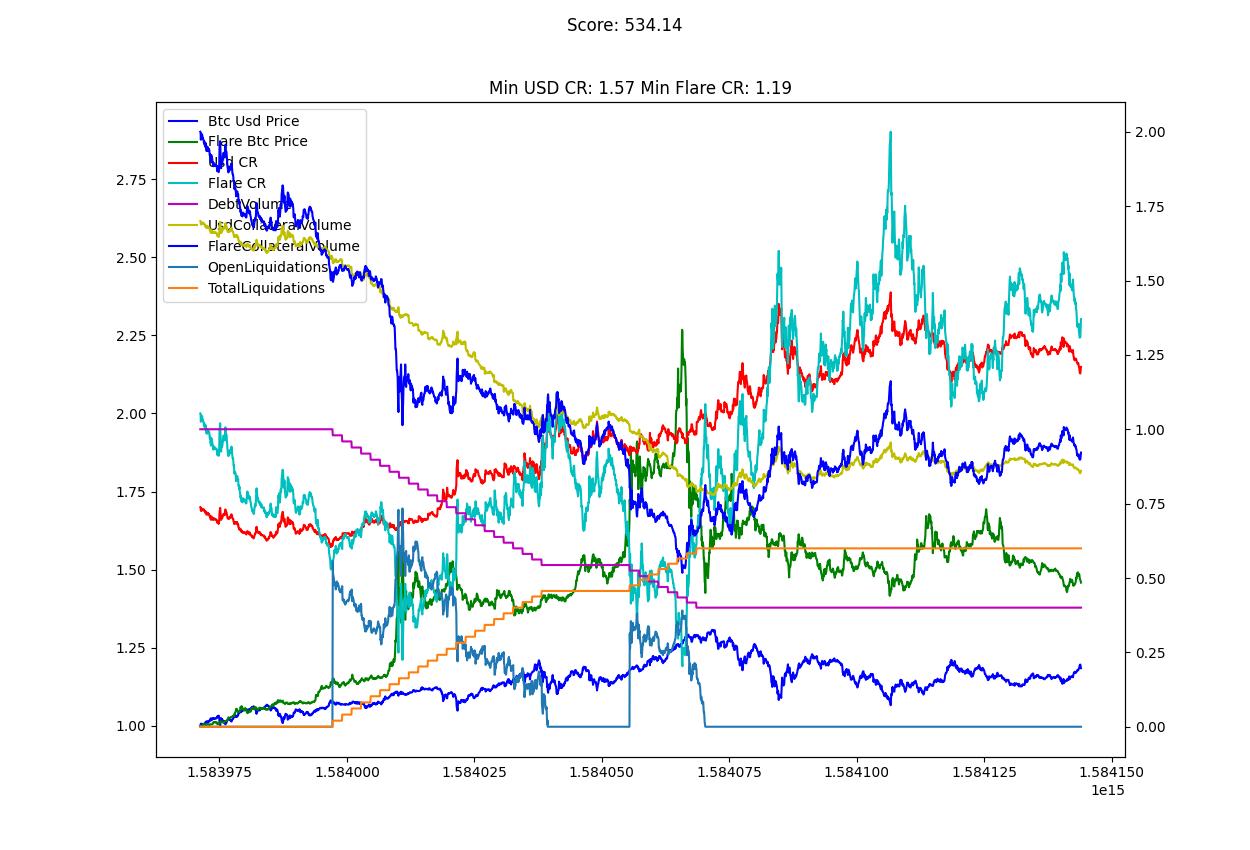 Score: 534.14
Min USD CR: 1.57 Min Flare CR: 1.19
Btc Usd Price
Flare Btc Price
Usd CR
Flare CR
DebtVolume
UsdCollateralVolume
FlareCollateralVolume
OpenLiquidations
TotalLiquidations
2.75
2.50
2.25
2.00
1.75
1.50
1.25
1.00
2.00
1.75
1.50
1.25
1.00
0.75
0.50
0.25
0.00
1.583975 1.584000 1.584025 1.584050 1.584075 1.584100 1.584125 1.584150
1e15